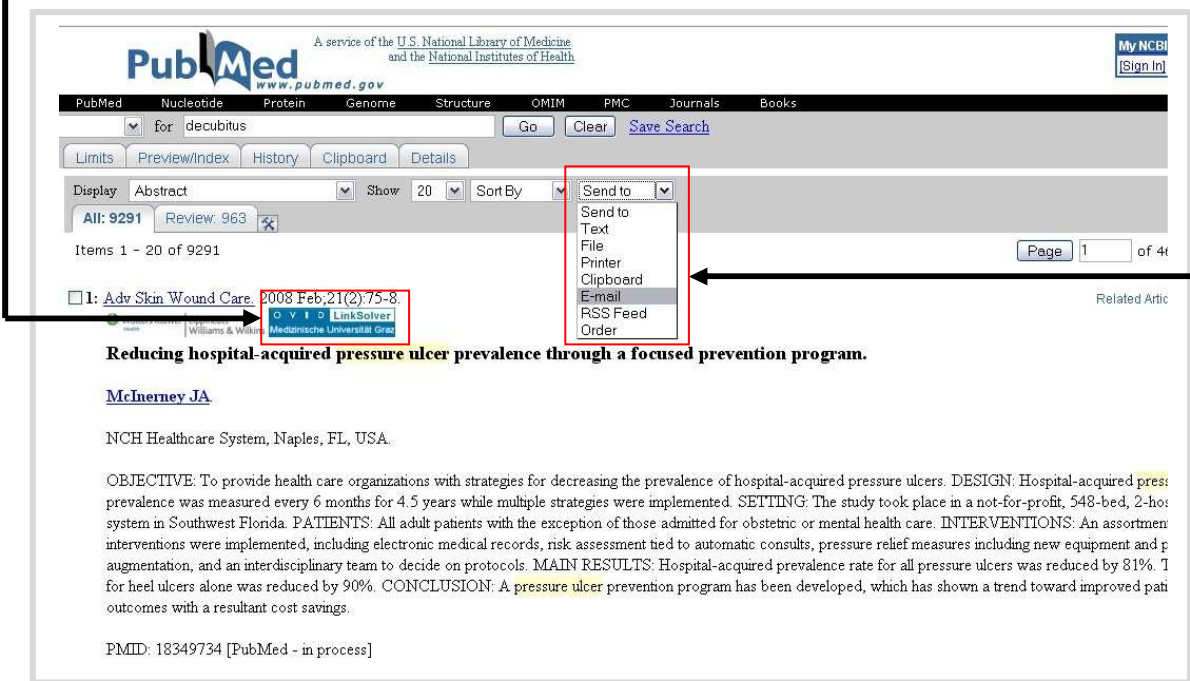 PubMed
www.pubmed.gov
A service of the U.S. National Library of Medicine
and the National Institutes of Health
My NCBI
[Sign In]
PubMed Nucleotide Protein Genome Structure OMIM PMC Journals Books
for decubitus Go Clear Save Search
Limits Preview/Index History Clipboard Details
Display Abstract Show 20 Sort By Send to
Send to
Text
File
Printer
Clipboard
E-mail
RSS Feed
Order
All: 9291 Review: 963
Items 1 - 20 of 9291 Page 1 of
1: Adv Skin Wound Care. 2008 Feb;21(2):75-8. Related
Williams &
OVID LinkSolver
Medizinische Universität Graz
Reducing hospital-acquired pressure ulcer prevalence through a focused prevention program.
McInerney JA.
NCH Healthcare System, Naples, FL, USA.
OBJECTIVE: To provide health care organizations with strategies for decreasing the prevalence of hospital-acquired pressure ulcers. DESIGN: Hospital-acquired
prevalence was measured every 6 months for 4.5 years while multiple strategies were implemented. SETTING: The study took place in a not-for-profit, 548-bed,
system in Southwest Florida. PATIENTS: All adult patients with the exception of those admitted for obstetric or mental health care. INTERVENTIONS: An
interventions were implemented, including electronic medical records, risk assessment tied to automatic consults, pressure relief measures including new equipment and
augmentation, and an interdisciplinary team to decide on protocols. MAIN RESULTS: Hospital-acquired prevalence rate for all pressure ulcers was reduced by 81%.
for heel ulcers alone was reduced by 90%. CONCLUSION: A pressure ulcer prevention program has been developed, which has shown a trend toward improved
outcomes with a resultant cost savings.
PMID: 18349734 [PubMed - in process]